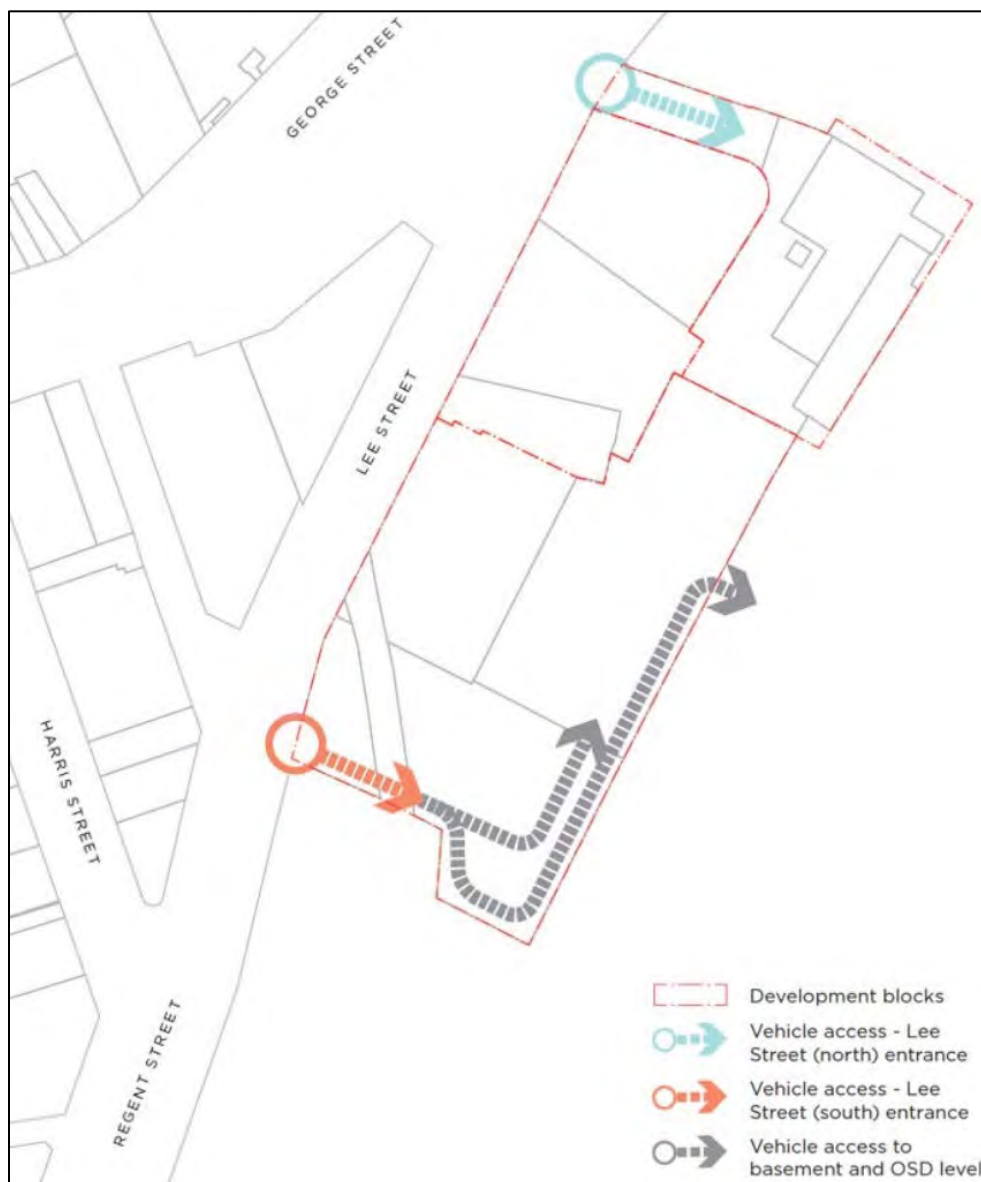 GEORGE STREET
LEE STREET
HARRIS STREET
REGENT STREET
Development blocks
Vehicle access - Lee
Street (north) entrance
Vehicle access - Lee
Street (south) entrance
Vehicle access to
basement and OSD level